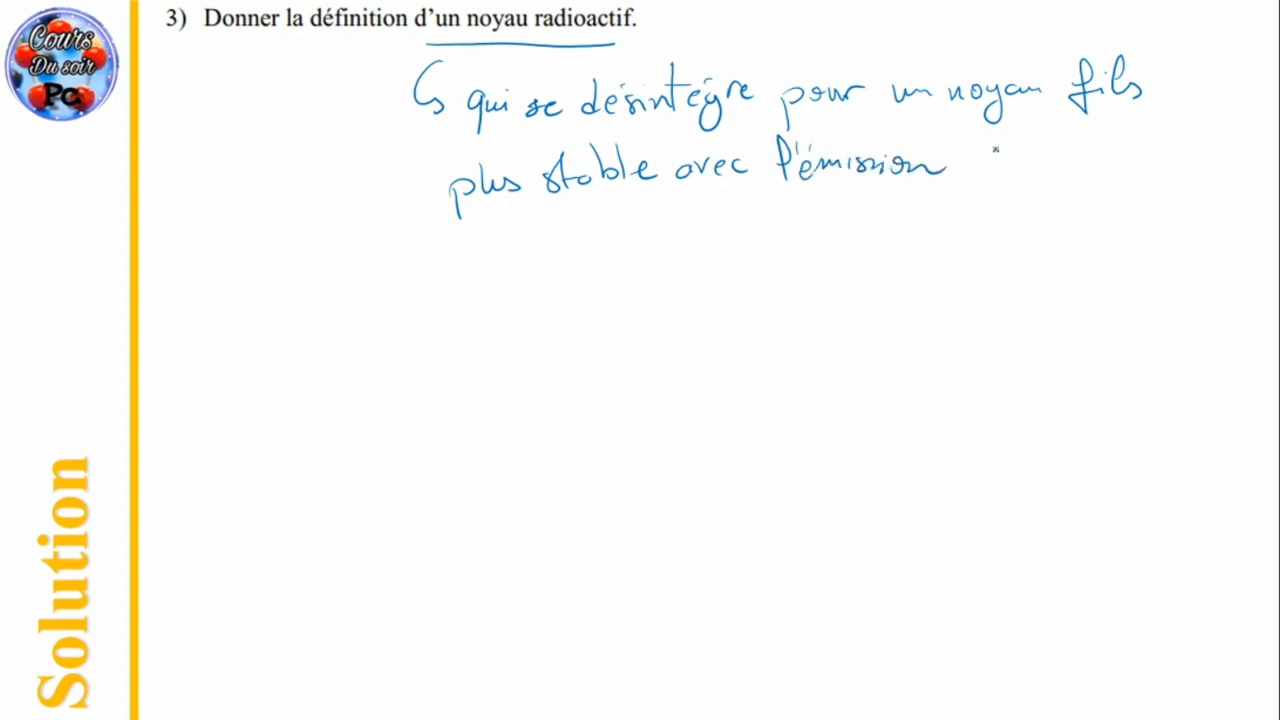 Cours
Du soir
PC
3) Donner la définition d'un noyau radioactif.
qui se désintègre pour un noyau fils
plus stable avec l'émission
Solution